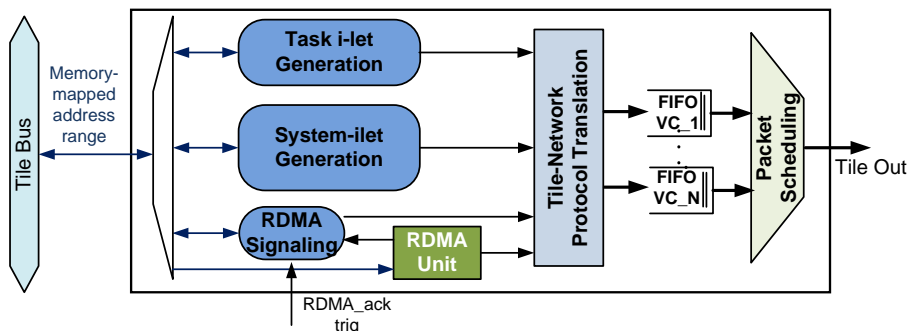 Tile Bus
Memory-
mapped
address
range
Task i-let
Generation
System-ilet
Generation
RDMA
Signaling
RDMA
Unit
RDMA_ack
trig
Tile-Network
Protocol Translation
FIFO
VC_1
FIFO
VC_N
Packet
Scheduling
Tile Out